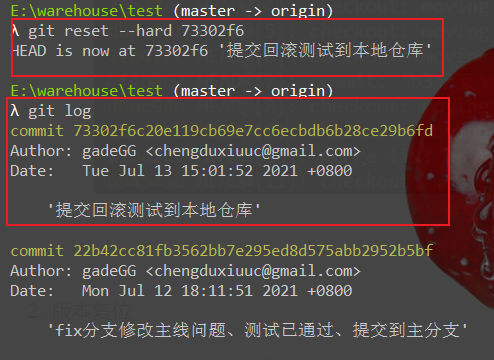 E:\warehouse\test (master -> origin)
λ git reset --hard 73302f6
HEAD is now at 73302f6 '提交回滚测试到本地仓库'
E:\warehouse\test (master -> origin)
λ git log
commit 73302f6c20e119cb69e7cc6ecbdb6b28ce29b6fd
Author: gadeGG <chengduxiuuc@gmail.com>
Date:   Tue Jul 13 15:01:52 2021 +0800
'提交回滚测试到本地仓库'
commit 22b42cc81fb3562bb7e295ed8d575abb2952b5bf
Author: gadeGG <chengduxiuuc@gmail.com>
Date:   Mon Jul 12 18:11:51 2021 +0800
'fix分支修改主线问题、测试已通过、提交到主分支'